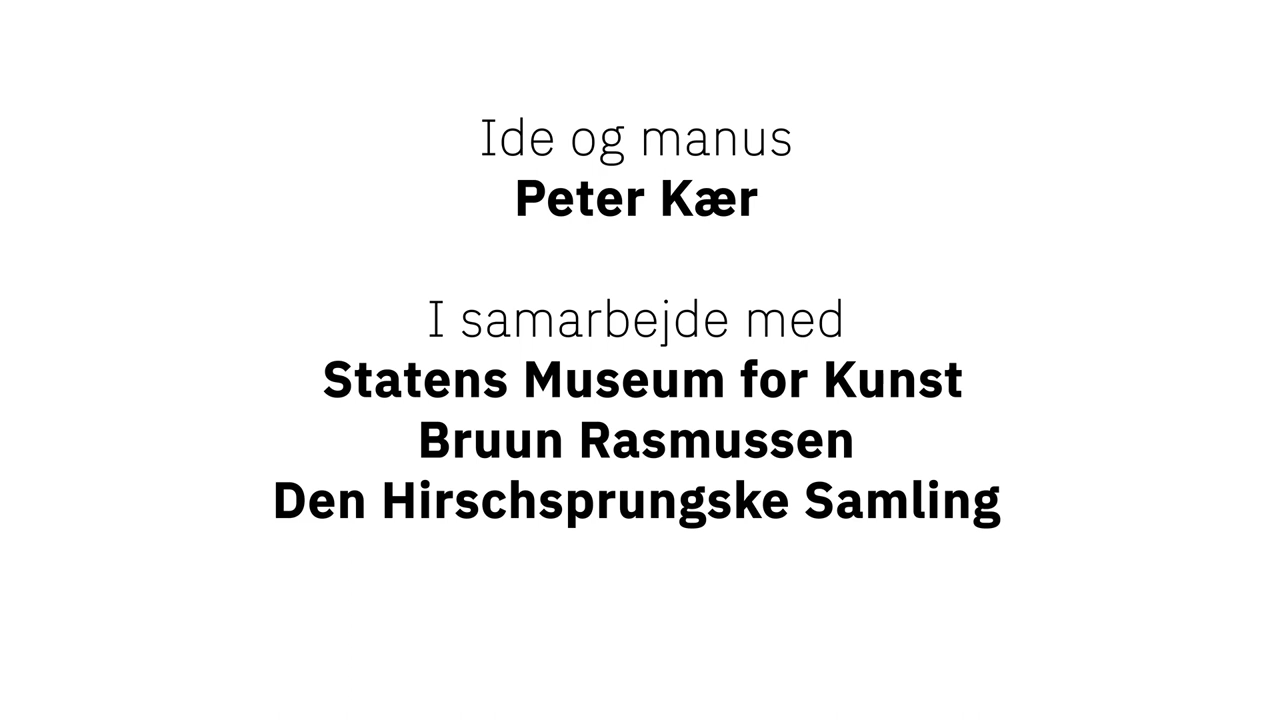 Ide og manus
Peter Kær
I samarbejde med
Statens Museum for Kunst
Bruun Rasmussen
Den Hirschsprungske Samling